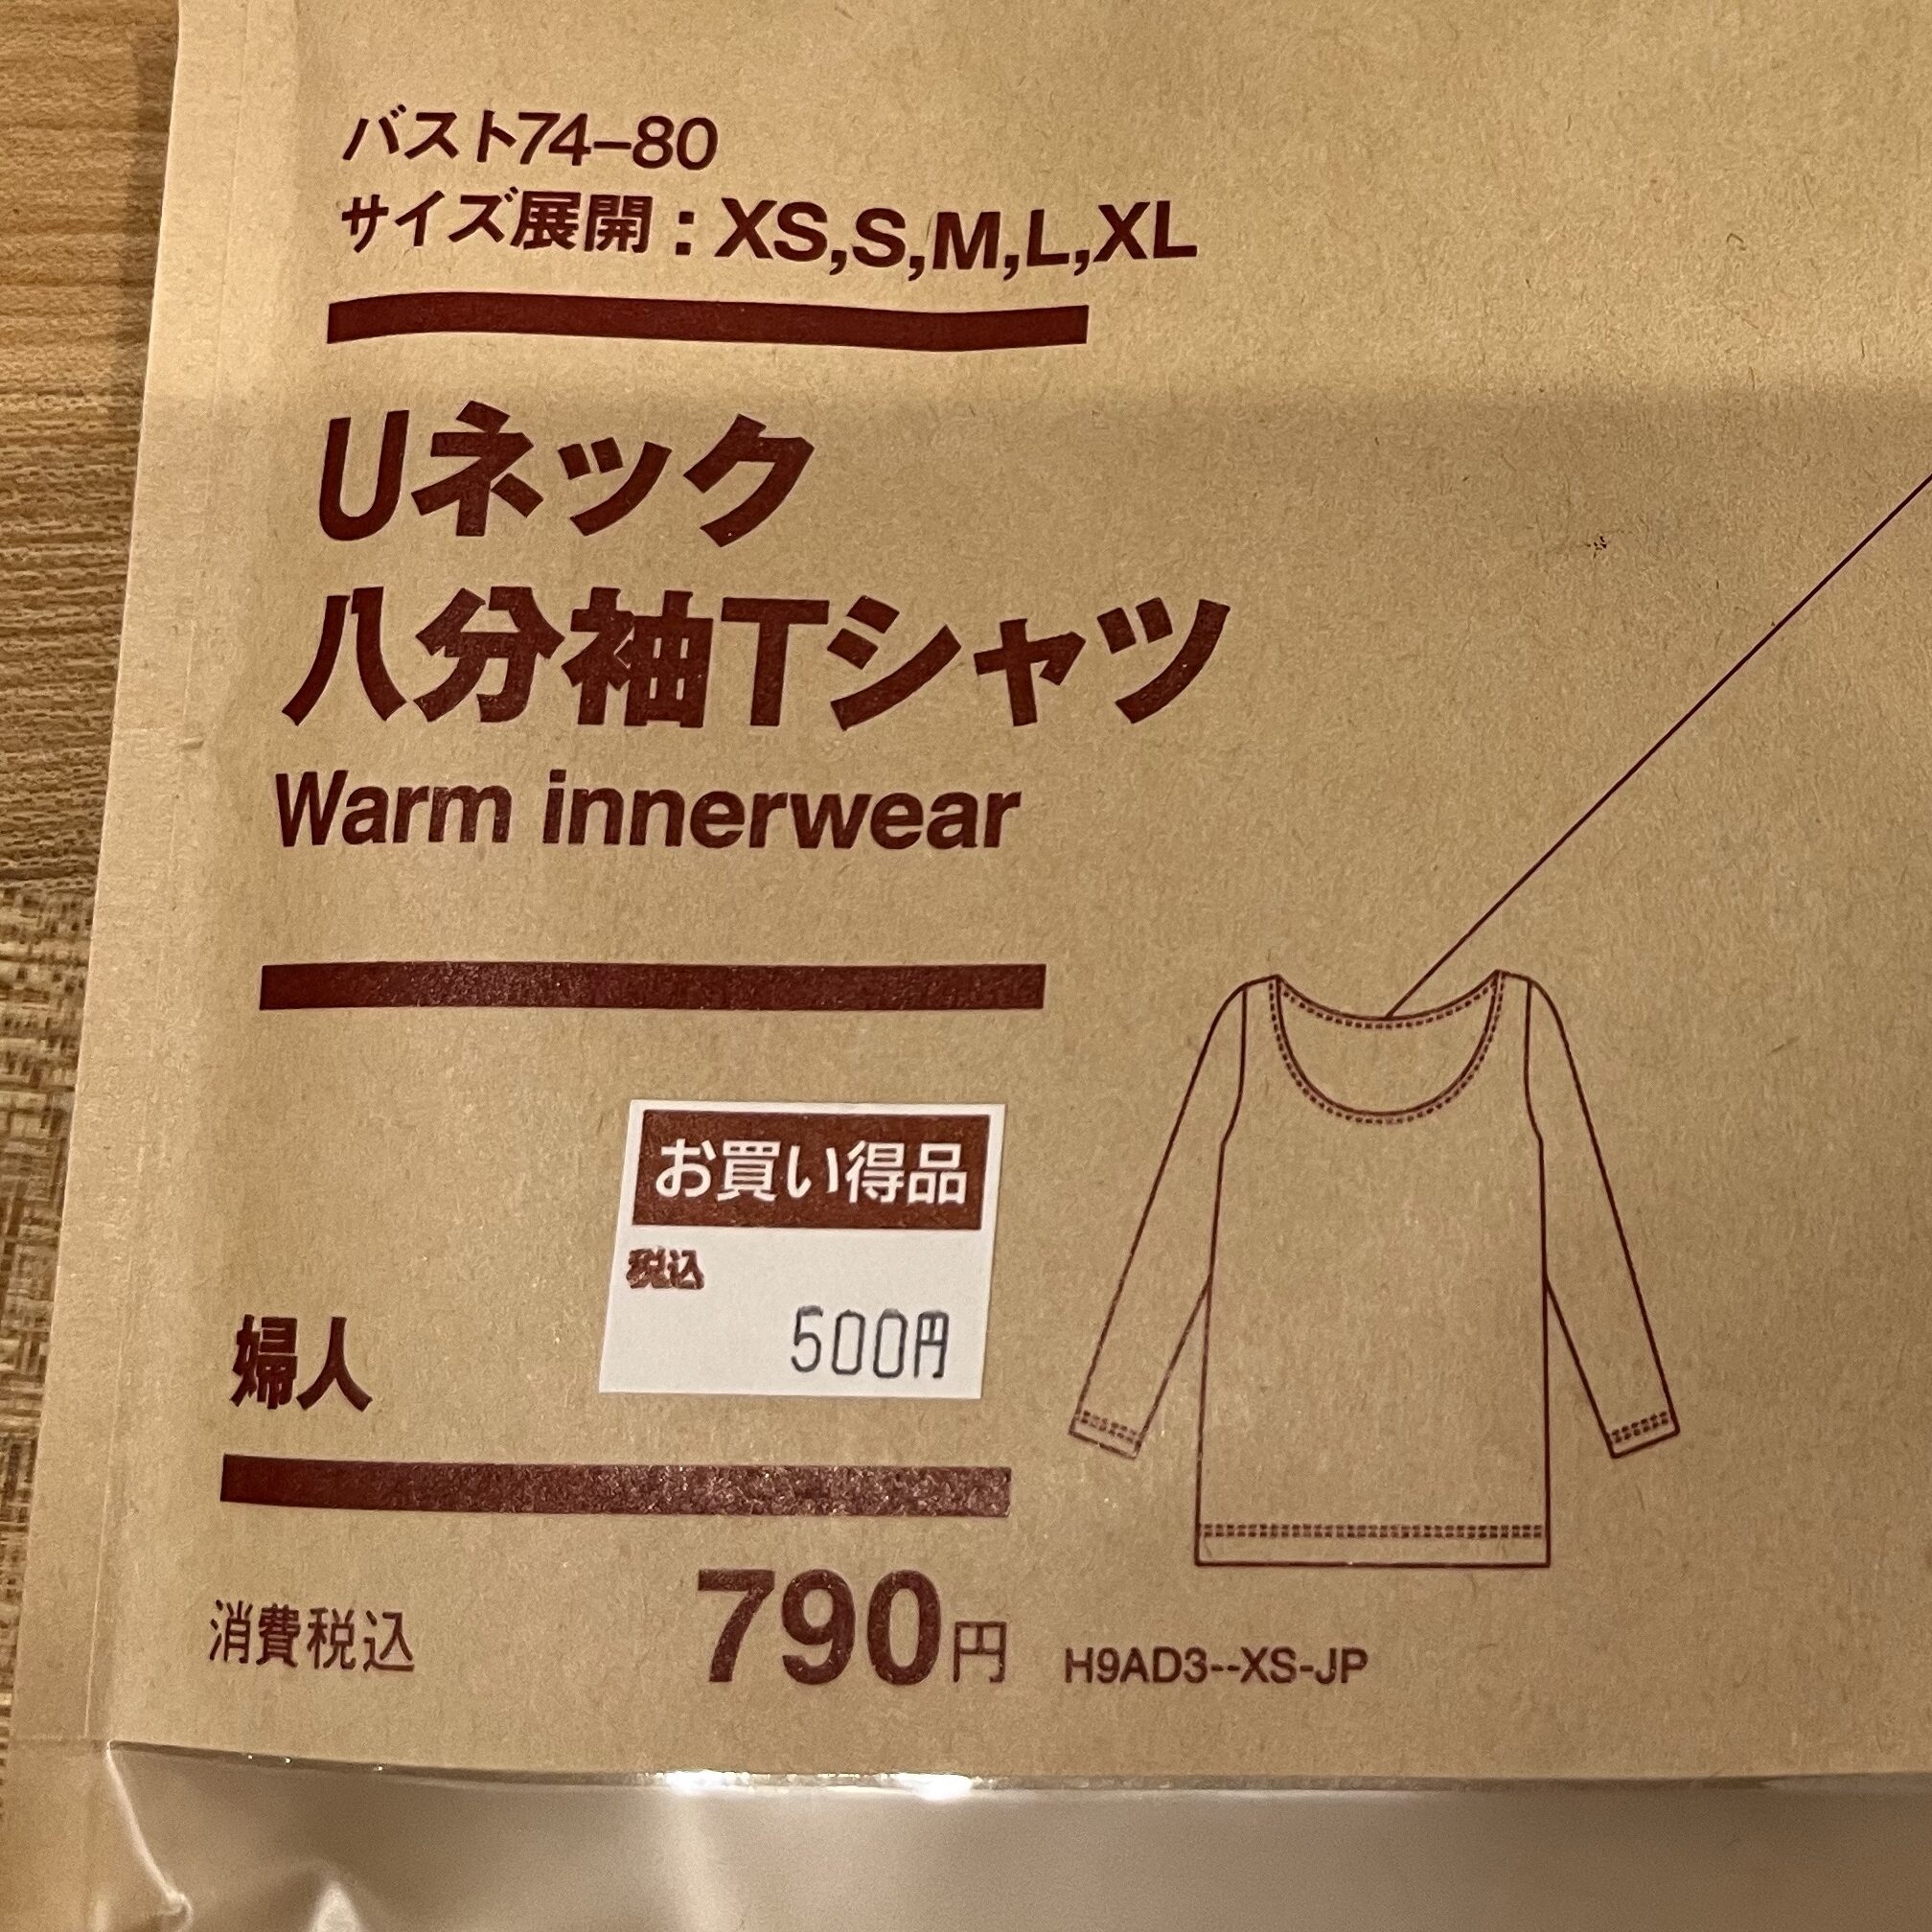 バスト74–80
サイズ展開：XS,S,M,L,XL
Uネック
八分袖Tシャツ
Warm innerwear
お買い得品
税込
500円
婦人
消費税込 790円
H9AD3--XS-JP